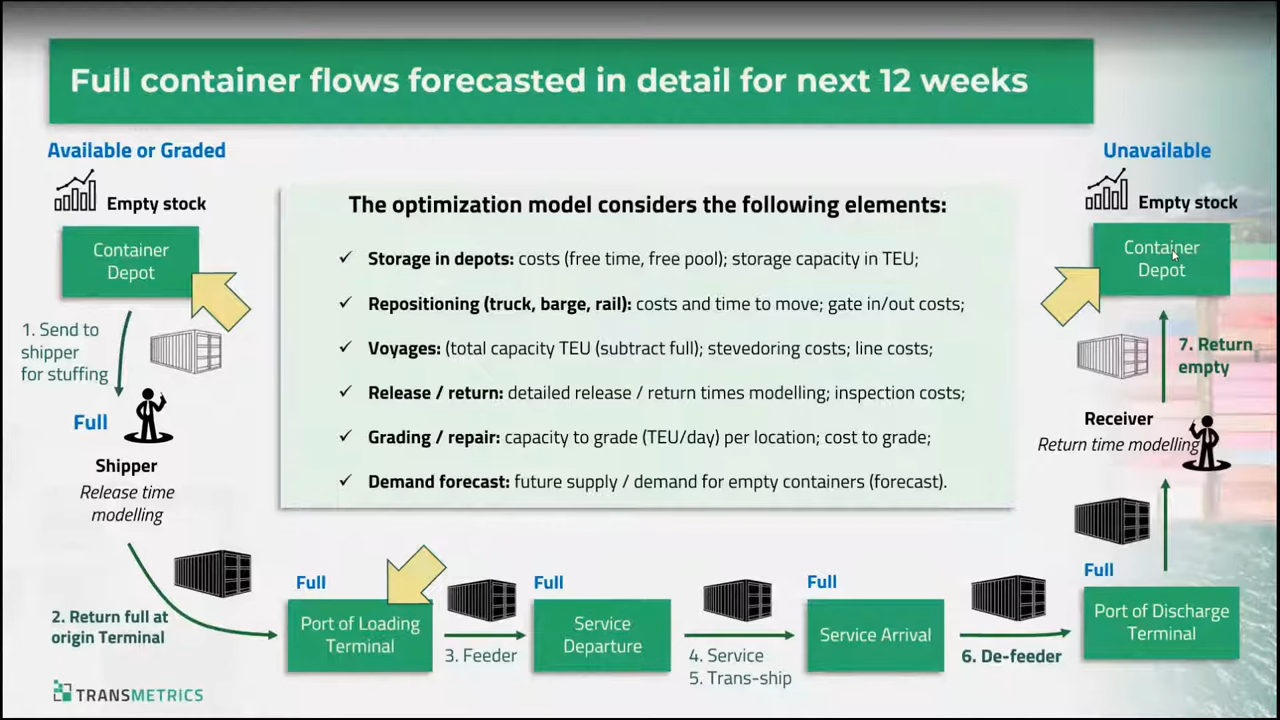 Full container flows forecasted in detail for next 12 weeks
Available or Graded
Empty stock
Container
Depot
1. Send to
shipper
for stuffing
Full
Shipper
Release time
modelling
2. Return full at
origin Terminal
The optimization model considers the following elements:
✓ Storage in depots: costs (free time, free pool); storage capacity in TEU;
✓ Repositioning (truck, barge, rail): costs and time to move; gate in/out costs;
✓ Voyages: (total capacity TEU (subtract full); stevedoring costs; line costs;
✓ Release / return: detailed release / return times modelling; inspection costs;
✓ Grading / repair: capacity to grade (TEU/day) per location; cost to grade;
✓ Demand forecast: future supply / demand for empty containers (forecast).
Full
Port of Loading
Terminal
3. Feeder
Full
Service
Departure
4. Service
5. Trans-ship
Full
Service Arrival
6. De-feeder
Full
Port of Discharge
Terminal
Receiver
Return time modelling
7. Return
empty
Unavailable
Empty stock
Container
Depot
TRANSMETRICS